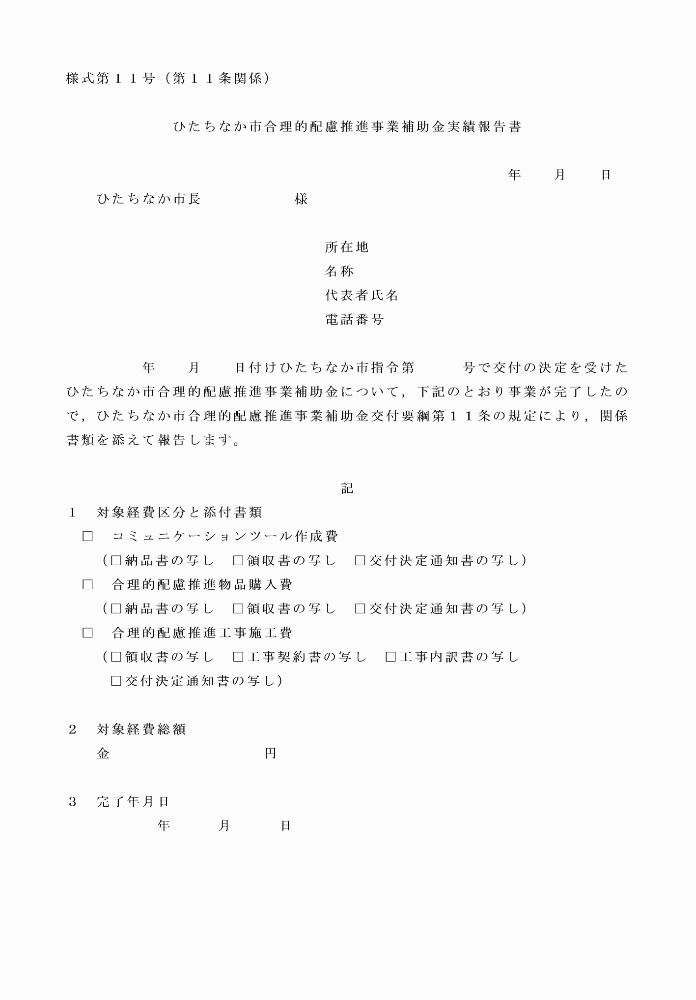 様式第１１号（第１１条関係）
ひたちなか市合理的配慮推進事業補助金実績報告書
年　　月　　日
ひたちなか市長　　　　　　様
所在地
名称
代表者氏名
電話番号
年　　月　　日付けひたちなか市指令第　　　号で交付の決定を受けた
ひたちなか市合理的配慮推進事業補助金について，下記のとおり事業が完了したの
で，ひたちなか市合理的配慮推進事業補助金交付要綱第１１条の規定により，関係
書類を添えて報告します。
記
１　対象経費区分と添付書類
□　コミュニケーションツール作成費
（□納品書の写し　□領収書の写し　□交付決定通知書の写し）
□　合理的配慮推進物品購入費
（□納品書の写し　□領収書の写し　□交付決定通知書の写し）
□　合理的配慮推進工事施工費
（□領収書の写し　□工事契約書の写し　□工事内訳書の写し
□交付決定通知書の写し）
２　対象経費総額
金　　　　　　　　　　円
３　完了年月日
年　　　月　　　日